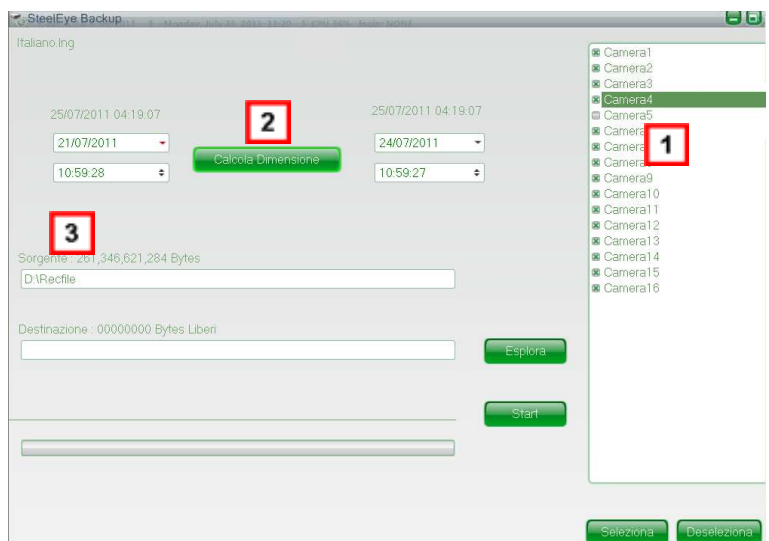 SteelEye Backup
Italiano.lng
25/07/2011 04:19:07
25/07/2011 04:19:07
2
21/07/2011
24/07/2011
Calcola Dimensione
10:59:28
10:59:27
3
Sorgente : 261,346,621,284 Bytes
D:\Recfile
Destinazione : 00000000 Bytes Liberi
Esplora
Start
Camera1
Camera2
Camera3
Camera4
Camera5
Camera
Camera
1
Camera9
Camera10
Camera11
Camera12
Camera13
Camera14
Camera15
Camera16
Seleziona
Deseleziona